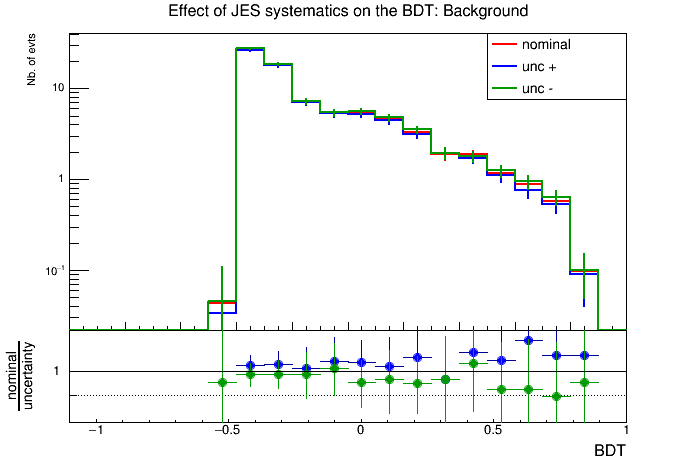 Effect of JES systematics on the BDT: Background
Nb. of evts
nominal
unc +
unc -
10
1
10⁻¹
nominal
uncertainty
1
−1
−0.5
0
0.5
1
BDT